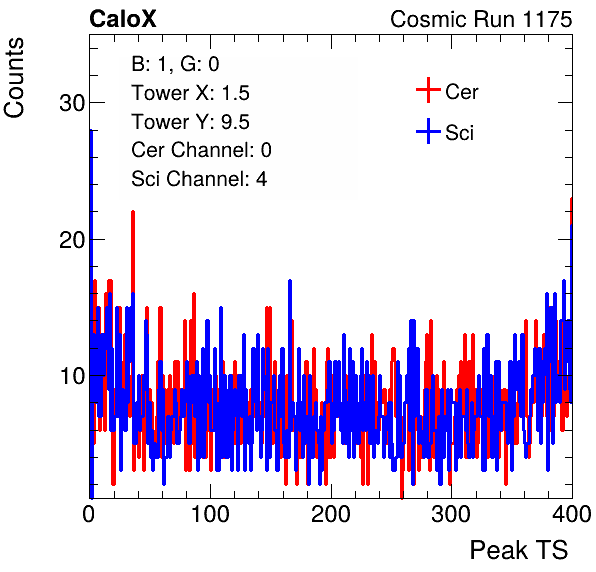 CaloX Cosmic Run 1175
Counts
B: 1, G: 0
Tower X: 1.5
Tower Y: 9.5
Cer Channel: 0
Sci Channel: 4
Cer
Sci
30
20
10
0 100 200 300 400
Peak TS